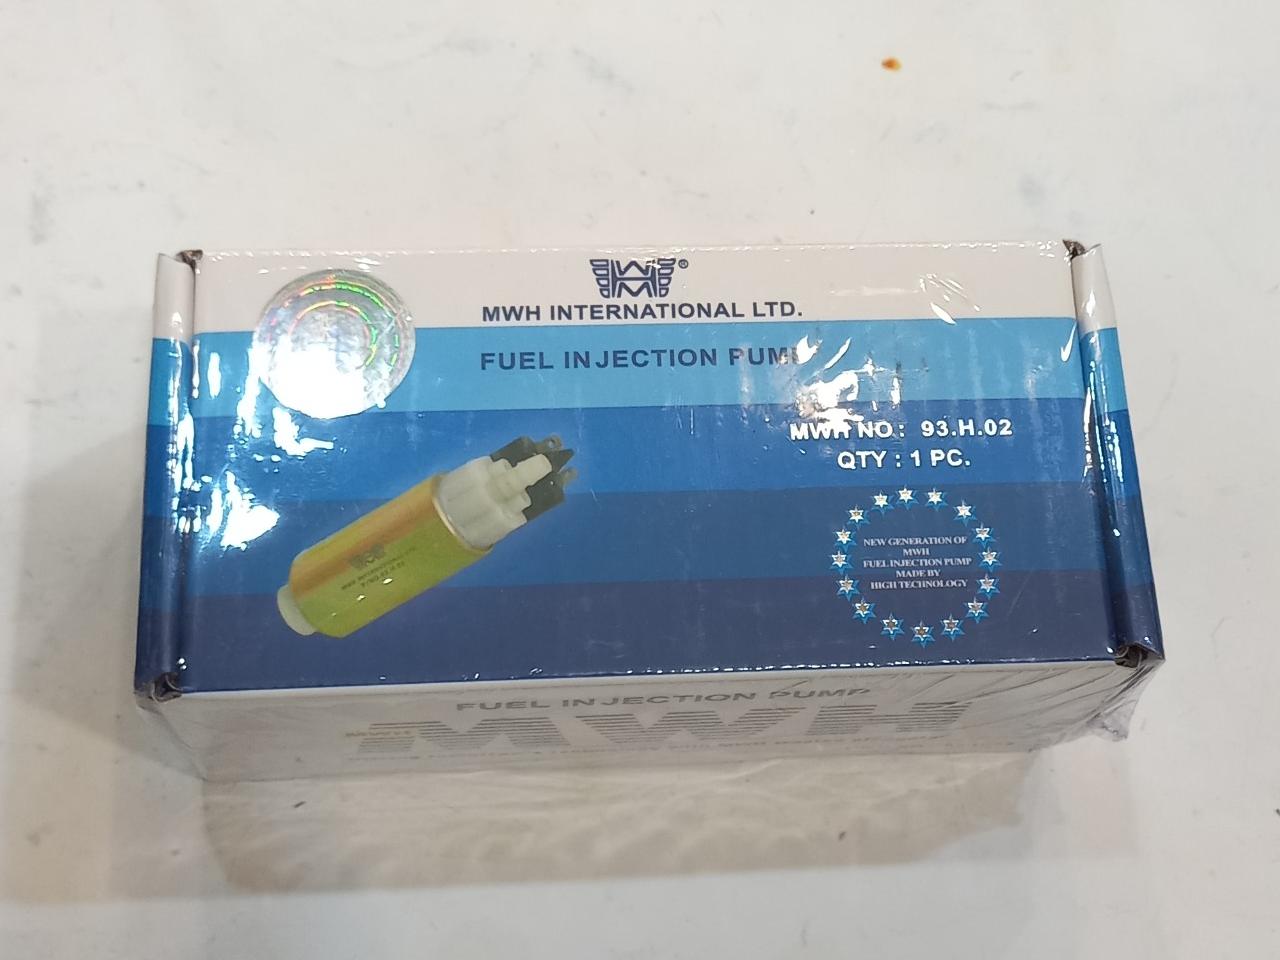 MWH
®
MWH INTERNATIONAL LTD.
FUEL INJECTION PUMP
MWH NO: 93.H.02
QTY : 1 PC.
NEW GENERATION OF
MWH
FUEL INJECTION PUMP
MADE BY
HIGH TECHNOLOGY
FUEL INJECTION PUMP
MWH